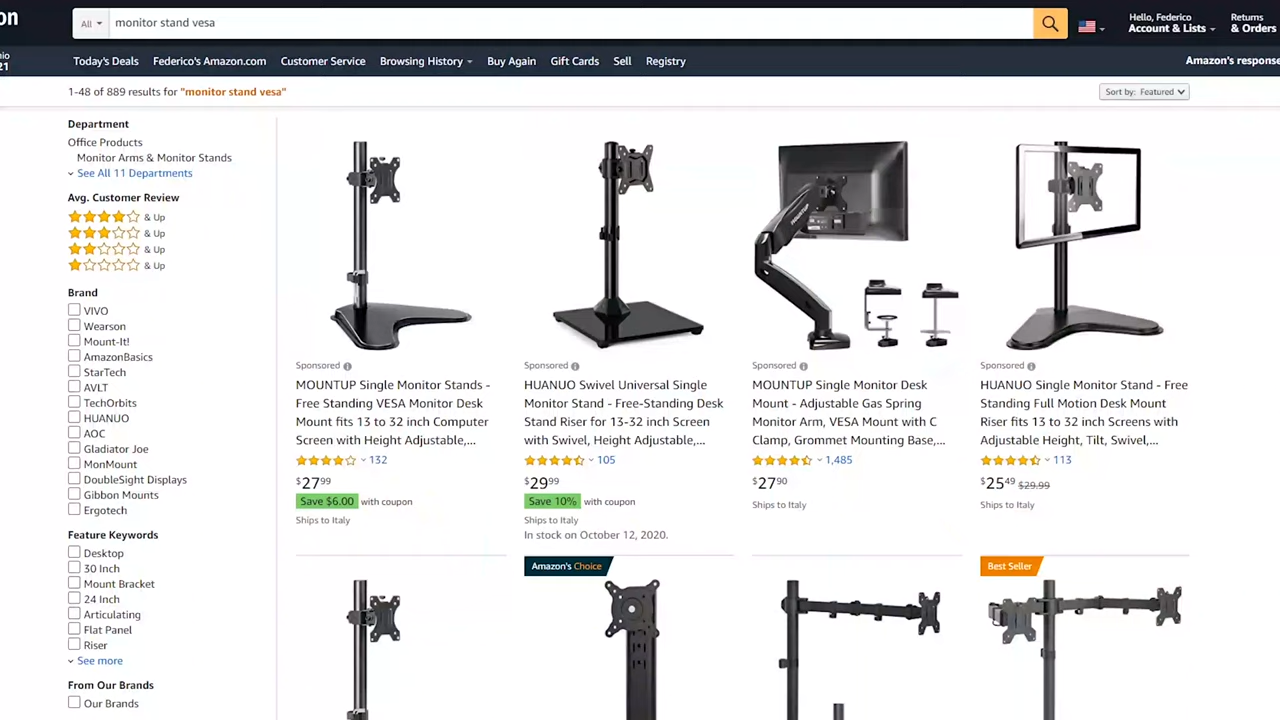 on
All
monitor stand vesa
Hello, Federico
Account & Lists
Returns
& Orders
nio
21
Today's Deals
Federico's Amazon.com
Customer Service
Browsing History
Buy Again
Gift Cards
Sell
Registry
Amazon's response
1-48 of 889 results for "monitor stand vesa"
Sort by: Featured
Department
Office Products
Monitor Arms & Monitor Stands
See All 11 Departments
Avg. Customer Review
& Up
& Up
& Up
& Up
Brand
VIVO
Wearson
Mount-It!
AmazonBasics
StarTech
AVLT
TechOrbits
HUANUO
AOC
Gladiator Joe
MonMount
DoubleSight Displays
Gibbon Mounts
Ergotech
Feature Keywords
Desktop
30 Inch
Mount Bracket
24 Inch
Articulating
Flat Panel
Riser
See more
From Our Brands
Our Brands
Sponsored
MOUNTUP Single Monitor Stands -
Free Standing VESA Monitor Desk
Mount fits 13 to 32 inch Computer
Screen with Height Adjustable,...
132
$27.99
Save $6.00 with coupon
Ships to Italy
Sponsored
HUANUO Swivel Universal Single
Monitor Stand - Free-Standing Desk
Stand Riser for 13-32 inch Screen
with Swivel, Height Adjustable,...
105
$29.99
Save 10% with coupon
Ships to Italy
In stock on October 12, 2020.
MOUNTUP
Sponsored
MOUNTUP Single Monitor Desk
Mount - Adjustable Gas Spring
Monitor Arm, VESA Mount with C
Clamp, Grommet Mounting Base,...
1,485
$27.90
Ships to Italy
Sponsored
HUANUO Single Monitor Stand - Free
Standing Full Motion Desk Mount
Riser fits 13 to 32 inch Screens with
Adjustable Height, Tilt, Swivel,...
113
$25.49 $29.99
Ships to Italy
Amazon's Choice
Best Seller